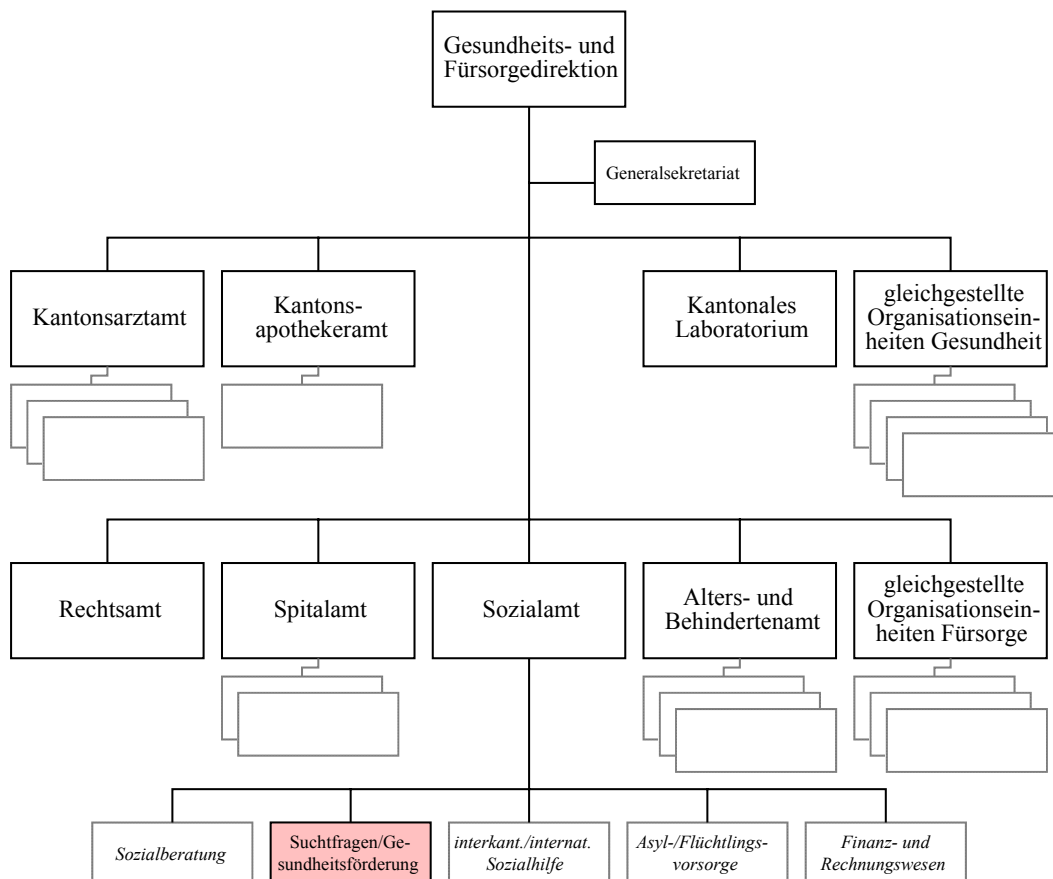 Gesundheits- und
Fürsorgedirektion
Generalsekretariat
Kantonsarztamt
Kantons-
apothekeramt
Kantonales
Laboratorium
gleichgestellte
Organisationsein-
heiten Gesundheit
Rechtsamt
Spitalamt
Sozialamt
Alters- und
Behindertenamt
gleichgestellte
Organisationsein-
heiten Fürsorge
Sozialberatung
Suchtfragen/Ge-
sundheitsförderung
interkant./internat.
Sozialhilfe
Asyl-/Flüchtlings-
vorsorge
Finanz- und
Rechnungswesen